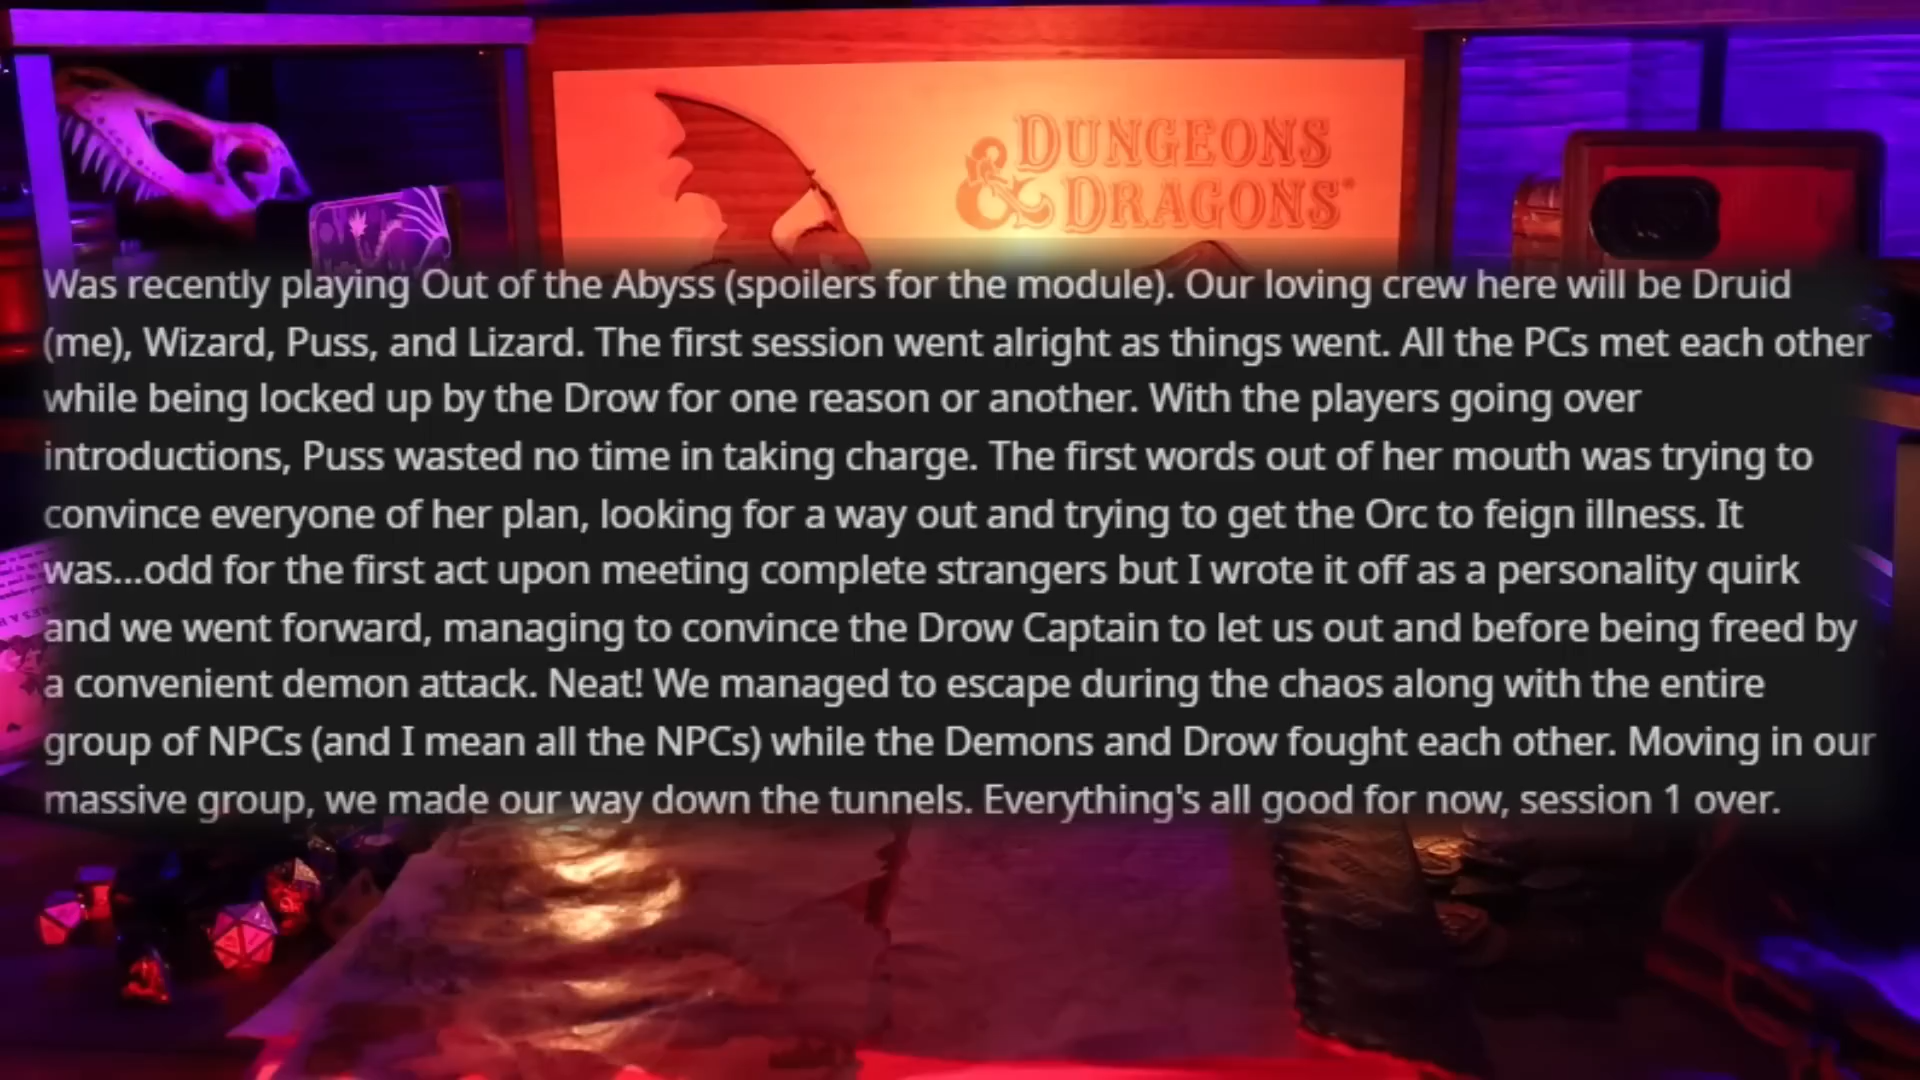 DUNGEONS
& DRAGONS
Was recently playing Out of the Abyss (spoilers for the module). Our loving crew here will be Druid
(me), Wizard, Puss, and Lizard. The first session went alright as things went. All the PCs met each other
while being locked up by the Drow for one reason or another. With the players going over
introductions, Puss wasted no time in taking charge. The first words out of her mouth was trying to
convince everyone of her plan, looking for a way out and trying to get the Orc to feign illness. It
was...odd for the first act upon meeting complete strangers but I wrote it off as a personality quirk
and we went forward, managing to convince the Drow Captain to let us out and before being freed by
a convenient demon attack. Neat! We managed to escape during the chaos along with the entire
group of NPCs (and I mean all the NPCs) while the Demons and Drow fought each other. Moving in our
massive group, we made our way down the tunnels. Everything's all good for now, session 1 over.